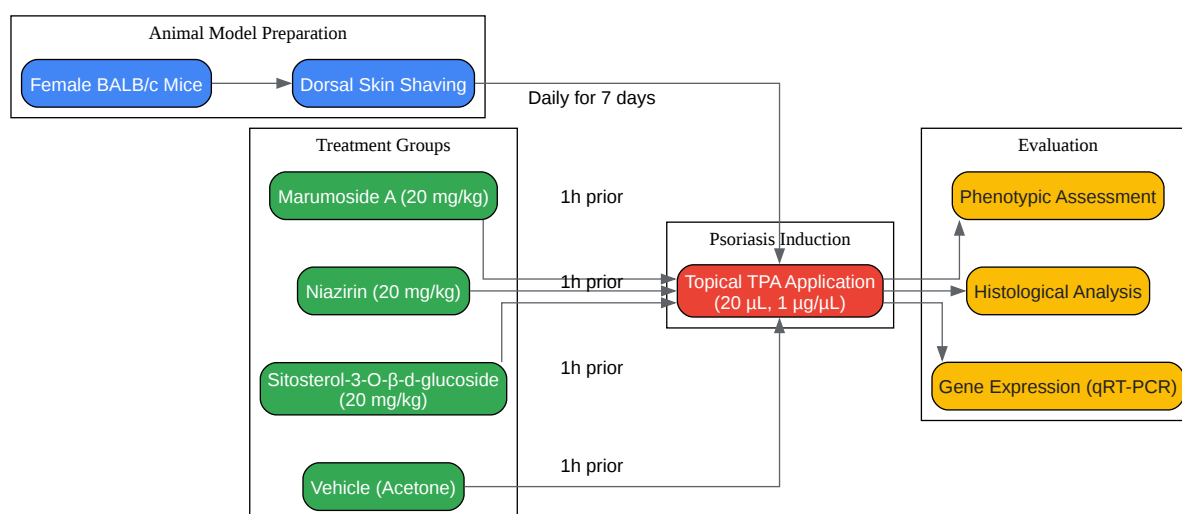 Animal Model Preparation
Female BALB/c Mice
Dorsal Skin Shaving
Daily for 7 days
Treatment Groups
Marumoside A (20 mg/kg)
1h prior
Niazirin (20 mg/kg)
1h prior
Sitosterol-3-O-β-d-glucoside
(20 mg/kg)
1h prior
Vehicle (Acetone)
1h prior
Psoriasis Induction
Topical TPA Application
(20 µL, 1 µg/µL)
Evaluation
Phenotypic Assessment
Histological Analysis
Gene Expression (qRT-PCR)